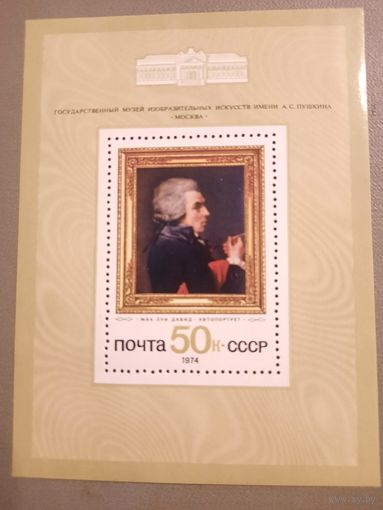 ГОСУДАРСТВЕННЫЙ МУЗЕЙ ИЗОБРАЗИТЕЛЬНЫХ ИСКУССТВ ИМЕНИ А.С. ПУШКИНА
·МОСКВА·
ЖАК ЛУИ ДАВИД · АВТОПОРТРЕТ
ПОЧТА 50К·СССР
1974